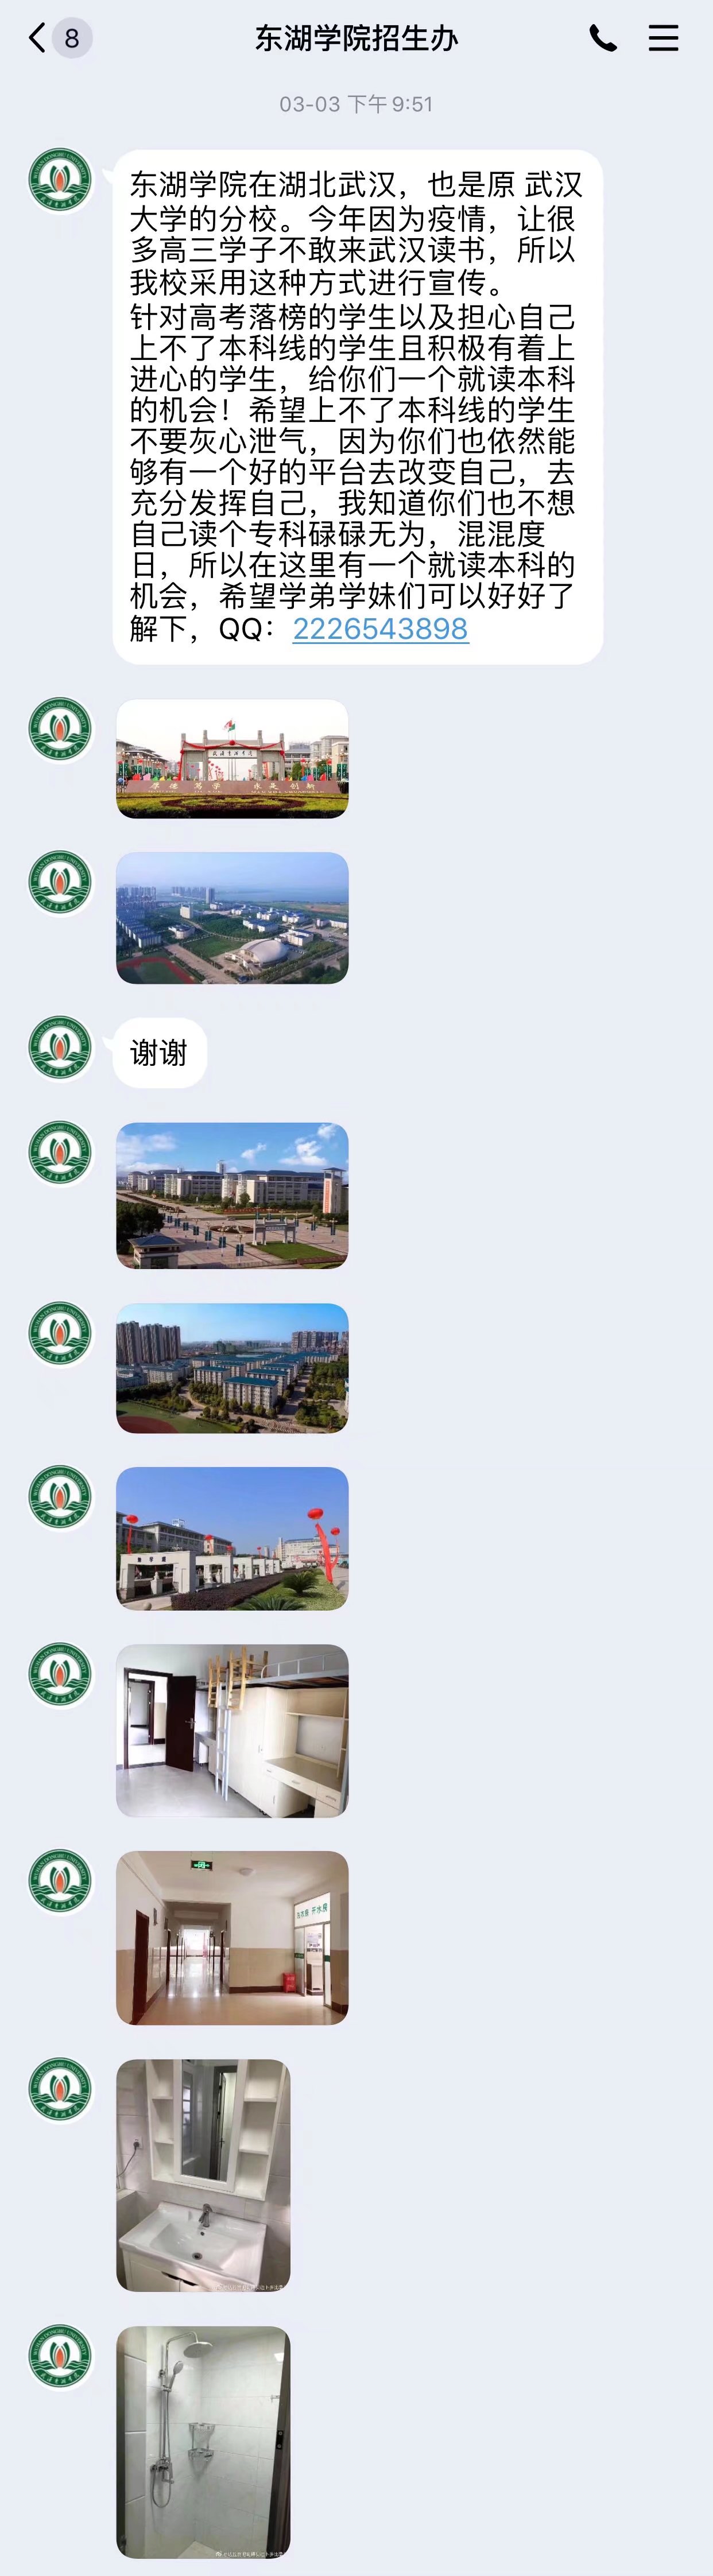 8
东湖学院招生办
03-03 下午9:51
东湖学院在湖北武汉，也是原 武汉
大学的分校。今年因为疫情，让很
多高三学子不敢来武汉读书，所以
我校采用这种方式进行宣传。
针对高考落榜的学生以及担心自己
上不了本科线的学生且积极有着上
进心的学生，给你们一个就读本科
的机会！希望上不了本科线的学生
不要灰心泄气，因为你们也依然能
够有一个好的平台去改变自己，去
充分发挥自己，我知道你们也不想
自己读个专科碌碌无为，混混度
日，所以在这里有一个就读本科的
机会，希望学弟学妹们可以好好了
解下，QQ：2226543898
谢谢
开水房